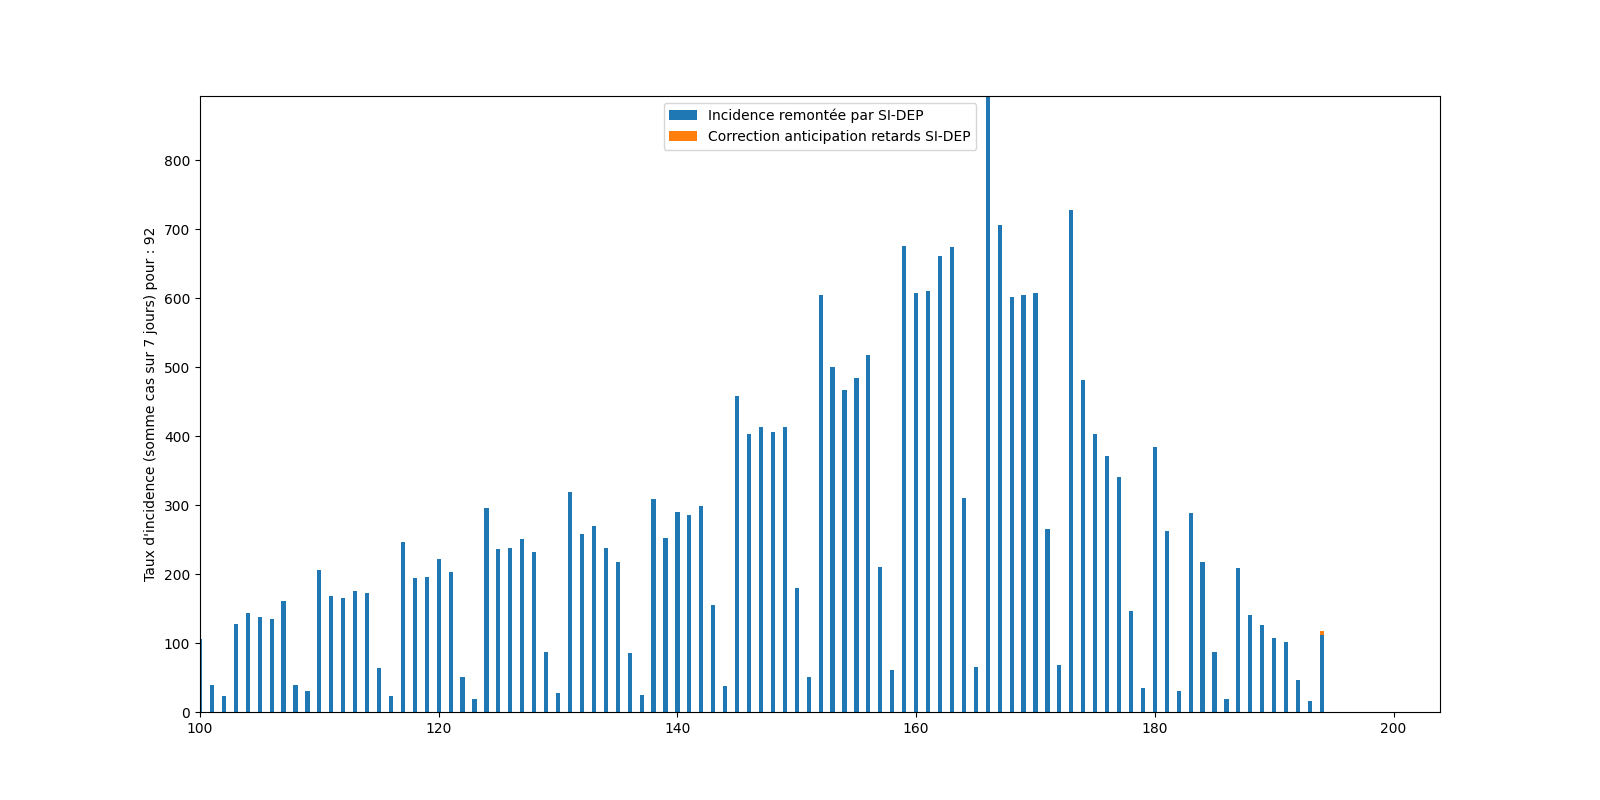 Incidence remontée par SI-DEP
Correction anticipation retards SI-DEP
Taux d'incidence (somme cas sur 7 jours) pour : 92
800
700
600
500
400
300
200
100
0
100 120 140 160 180 200